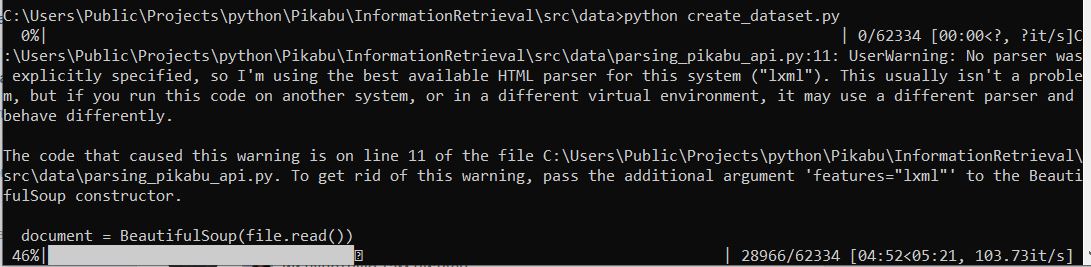 C:\Users\Public\Projects\python\Pikabu\InformationRetrieval\src\data>python create_dataset.py
0%| | 0/62334 [00:00<?, ?it/s]C
:\Users\Public\Projects\python\Pikabu\InformationRetrieval\src\data\parsing_pikabu_api.py:11: UserWarning: No parser was
explicitly specified, so I'm using the best available HTML parser for this system ("lxml"). This usually isn't a proble
m, but if you run this code on another system, or in a different virtual environment, it may use a different parser and
behave differently.
The code that caused this warning is on line 11 of the file C:\Users\Public\Projects\python\Pikabu\InformationRetrieval\
src\data\parsing_pikabu_api.py. To get rid of this warning, pass the additional argument 'features="lxml"' to the Beauti
fulSoup constructor.
document = BeautifulSoup(file.read())
46%| | 28966/62334 [04:52<05:21, 103.73it/s]